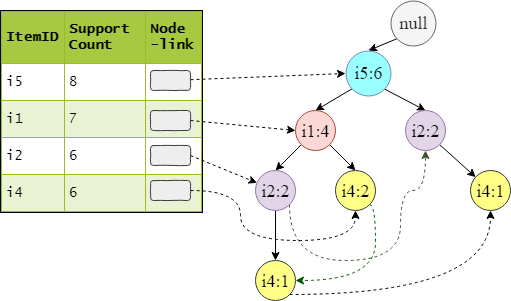 ItemID Support Count Node -link
i5 8
i1 7
i2 6
i4 6
null
i5:6
i1:4 i2:2
i2:2 i4:2 i4:1
i4:1